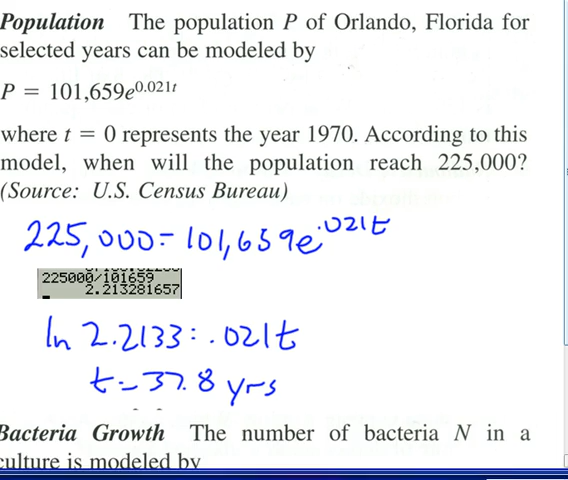 Population The population P of Orlando, Florida for
selected years can be modeled by
P = 101,659e^0.021t
where t = 0 represents the year 1970. According to this
model, when will the population reach 225,000?
(Source: U.S. Census Bureau)
225,000 = 101,659e^.021t
225000/101659
2.213281657
ln 2.2133 = .021t
t = 37.8 yrs
Bacteria Growth The number of bacteria N in a
culture is modeled by